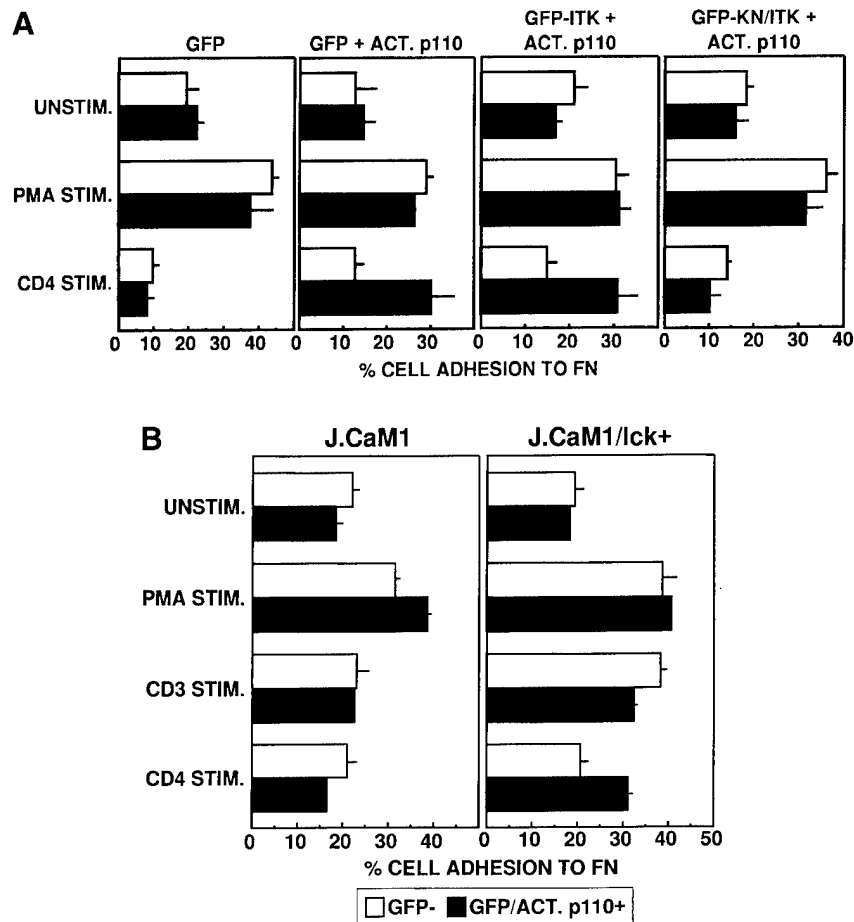 A
GFP
GFP + ACT. p110
GFP-ITK +
ACT. p110
GFP-KN/ITK +
ACT. p110
UNSTIM.
PMA STIM.
CD4 STIM.
0 10 20 30 40
0 10 20 30
0 10 20 30
0 10 20 30 40
% CELL ADHESION TO FN
B
J.CaM1
J.CaM1/lck+
UNSTIM.
PMA STIM.
CD3 STIM.
CD4 STIM.
0 10 20 30 40
0 10 20 30 40 50
% CELL ADHESION TO FN
GFP- GFP/ACT. p110+